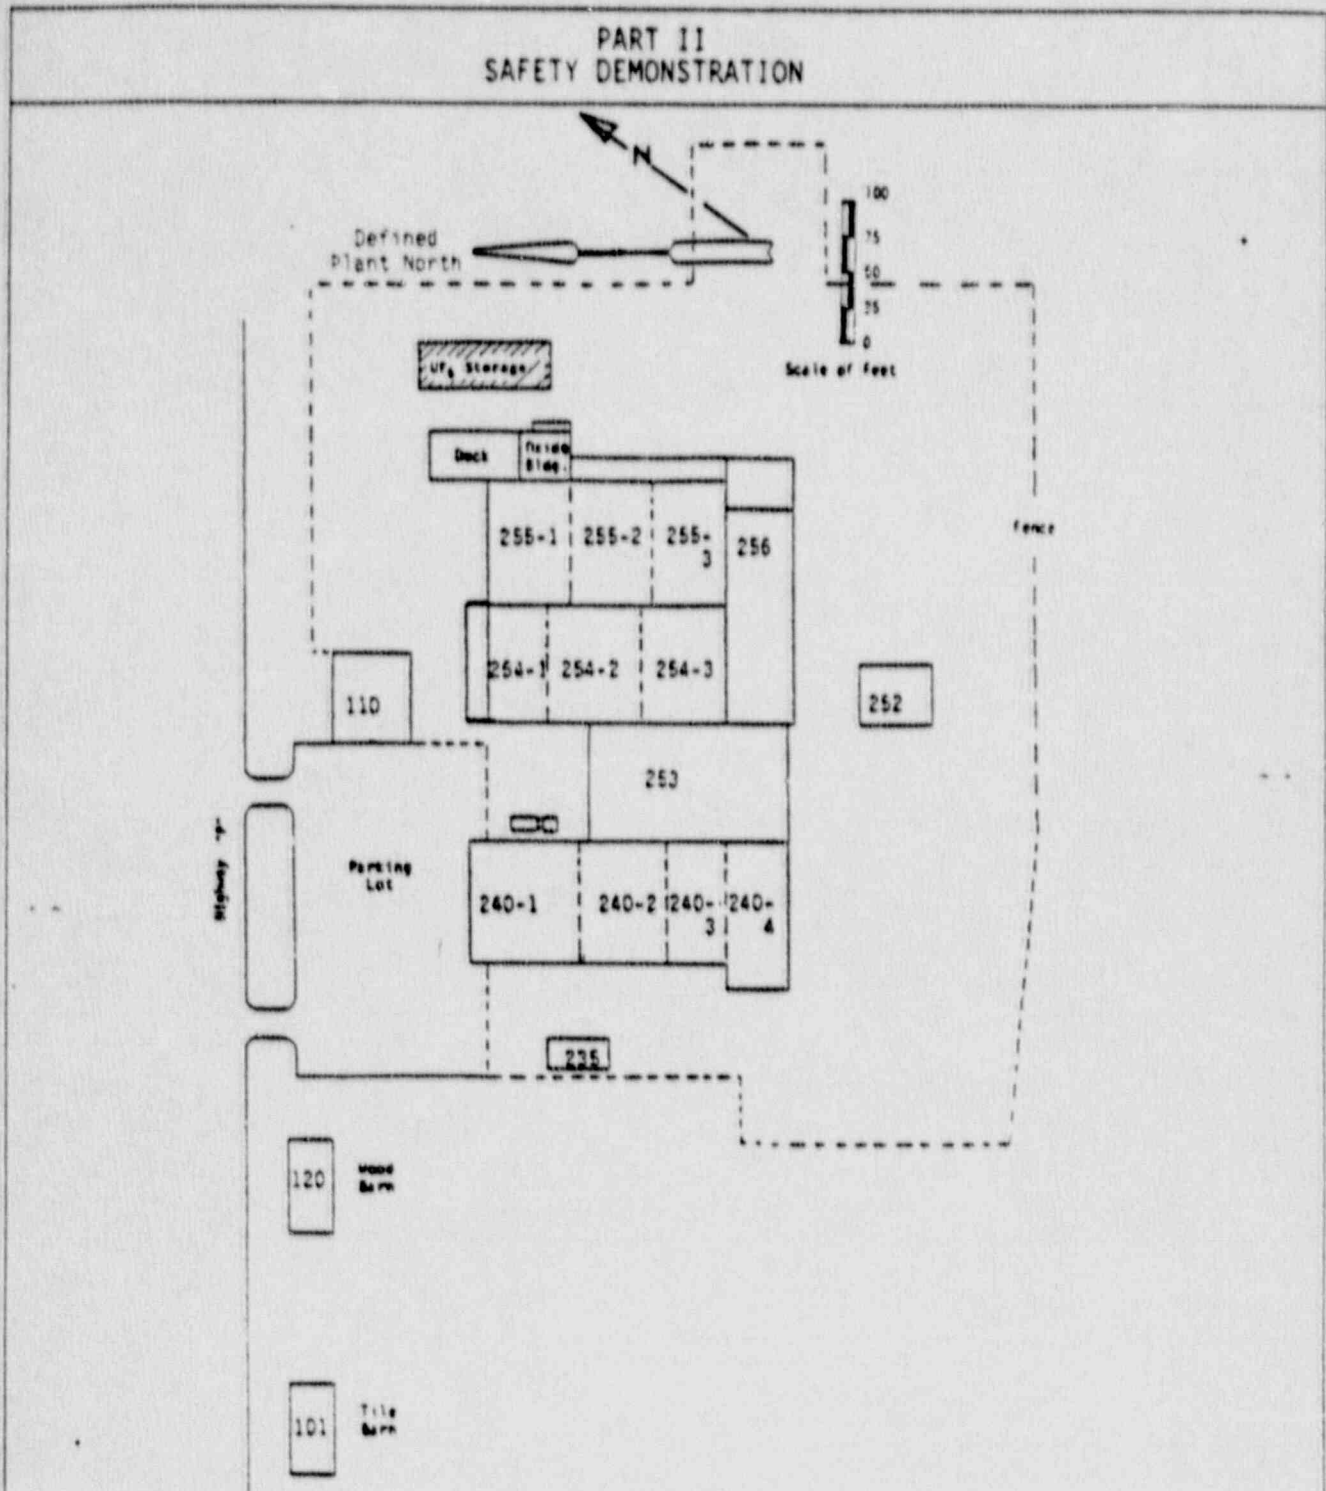 PART II
SAFETY DEMONSTRATION
N
Defined
Plant North
100
75
50
25
0
Scale of Feet
UF6 Storage
Dock
Oxide
Bldg.
255-1
255-2
255-
3
256
Fence
254-1
254-2
254-3
110
252
253
Highway "P"
Parking
Lot
240-1
240-2
240-
3
240-
4
235
120
Wood
Barn
101
Tile
Barn